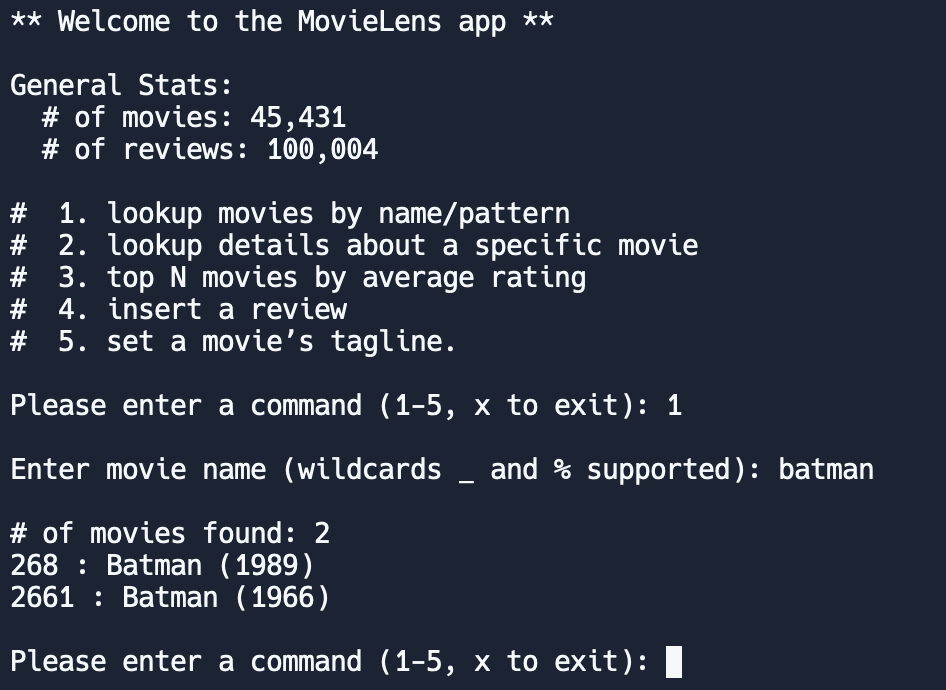 ** Welcome to the MovieLens app **
General Stats:
# of movies: 45,431
# of reviews: 100,004
# 1. lookup movies by name/pattern
# 2. lookup details about a specific movie
# 3. top N movies by average rating
# 4. insert a review
# 5. set a movie’s tagline.
Please enter a command (1-5, x to exit): 1
Enter movie name (wildcards _ and % supported): batman
# of movies found: 2
268 : Batman (1989)
2661 : Batman (1966)
Please enter a command (1-5, x to exit):